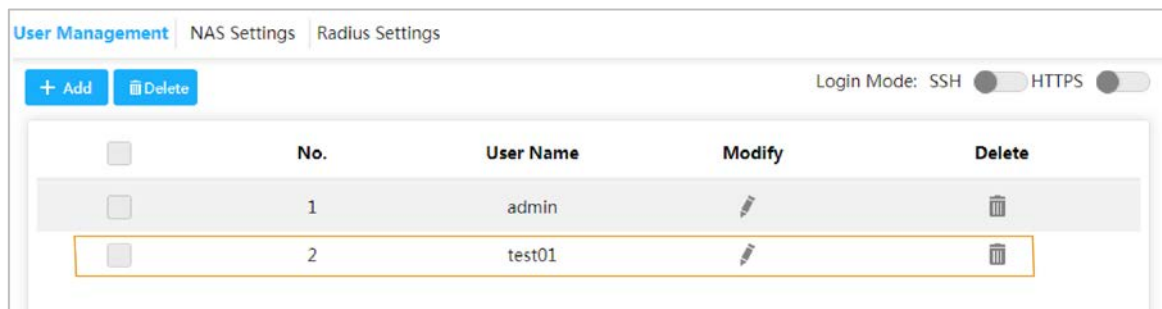 User Management NAS Settings Radius Settings
+ Add Delete Login Mode: SSH HTTPS
No. User Name Modify Delete
1 admin
2 test01